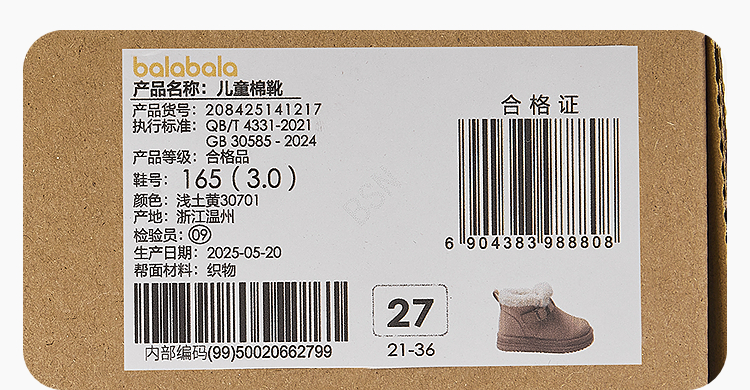 balabala
产品名称：儿童棉靴
产品货号：208425141217
执行标准：QB/T 4331-2021
GB 30585 - 2024
产品等级：合格品
鞋号：165（3.0）
颜色：浅土黄30701
产地：浙江温州
检验员：09
生产日期：2025-05-20
帮面材料：织物
内部编码(99)50020662799
合格证
6 904383 988808
27
21-36
BSN